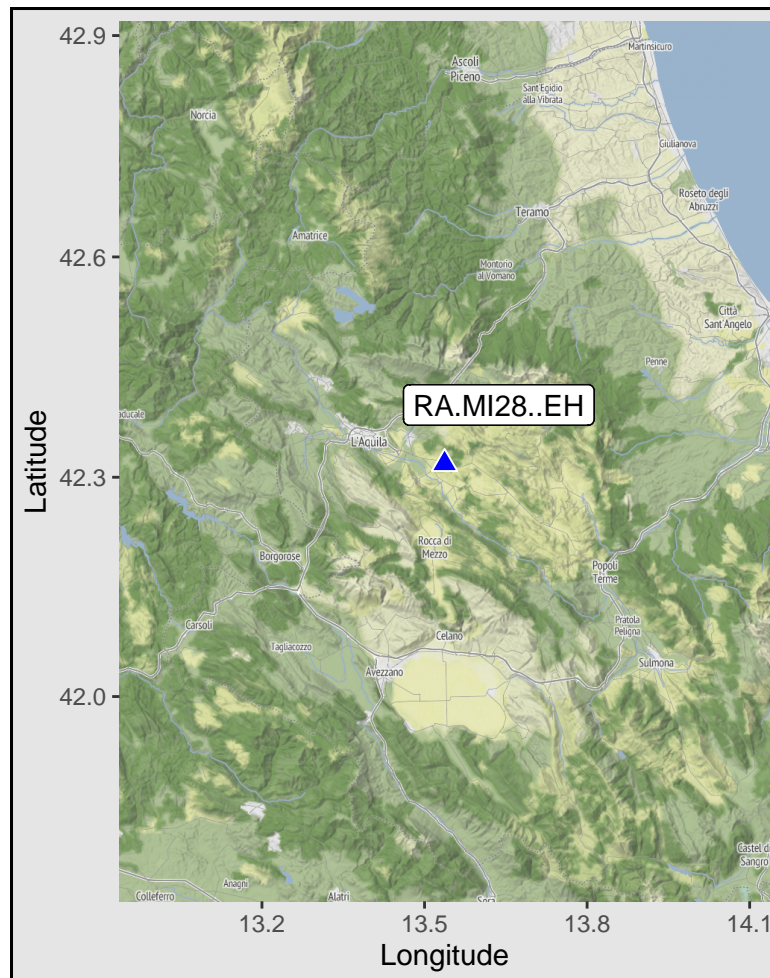 42.9
Martinsicuro
Ascoli
Piceno
Sant'Egidio
alla Vibrata
Norcia
Giulianova
Roseto degli
Abruzzi
Teramo
Amatrice
42.6
Montorio
al Vomano
Città
Sant'Angelo
Penne
RA.MI28..EH
L'Aquila
Latitude
42.3
Rocca di
Mezzo
Borgorose
Popoli
Terme
Carsoli
Pratola
Peligna
Celano
Tagliacozzo
Sulmona
Avezzano
42.0
Castel di
Sangro
Anagni
Colleferro
Alatri
Sora
13.2
13.5
13.8
14.1
Longitude